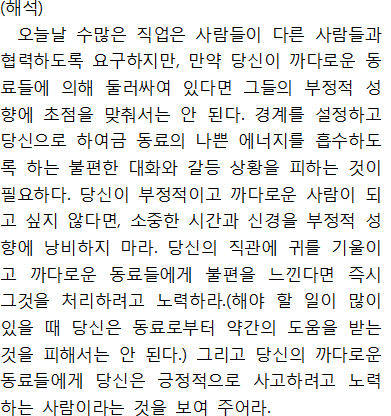 (해석)
오늘날 수많은 직업은 사람들이 다른 사람들과
협력하도록 요구하지만, 만약 당신이 까다로운 동
료들에 의해 둘러싸여 있다면 그들의 부정적 성
향에 초점을 맞춰서는 안 된다. 경계를 설정하고
당신으로 하여금 동료의 나쁜 에너지를 흡수하도
록 하는 불편한 대화와 갈등 상황을 피하는 것이
필요하다. 당신이 부정적이고 까다로운 사람이 되
고 싶지 않다면, 소중한 시간과 신경을 부정적 성
향에 낭비하지 마라. 당신의 직관에 귀를 기울이
고 까다로운 동료들에게 불편을 느낀다면 즉시
그것을 처리하려고 노력하라.(해야 할 일이 많이
있을 때 당신은 동료로부터 약간의 도움을 받는
것을 피해서는 안 된다.) 그리고 당신의 까다로운
동료들에게 당신은 긍정적으로 사고하려고 노력
하는 사람이라는 것을 보여 주어라.